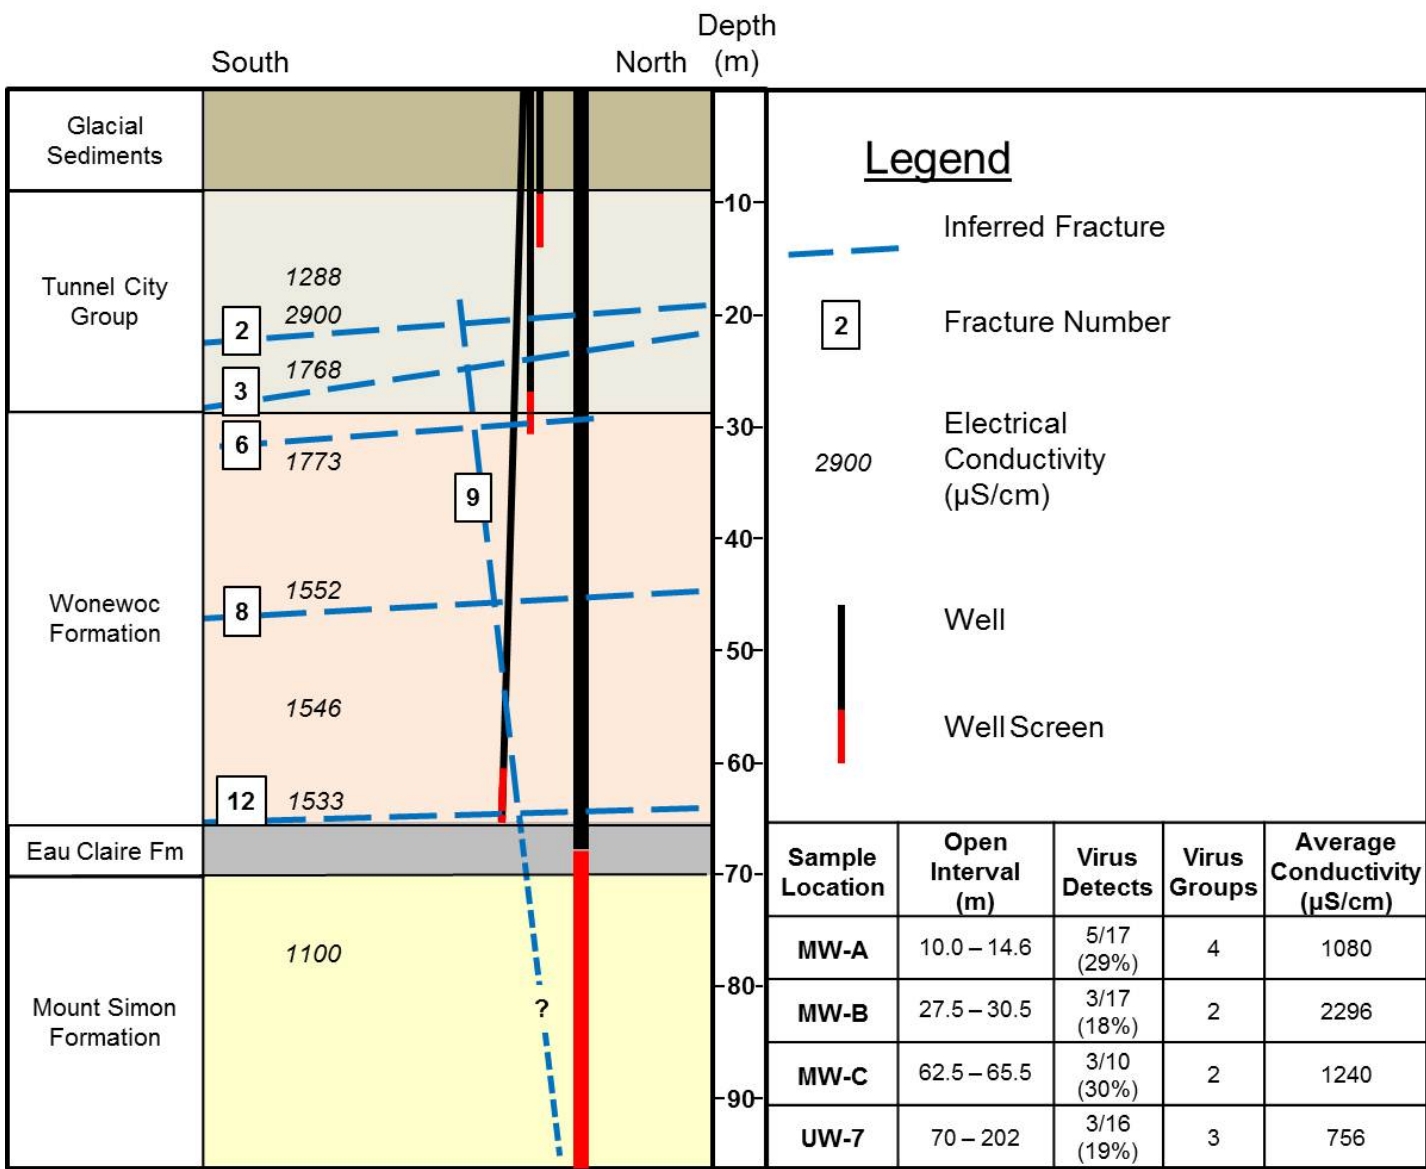 Depth
(m)
South
North
Glacial
Sediments
Tunnel City
Group
Wonewoc
Formation
Eau Claire Fm
Mount Simon
Formation
1288
2
2900
1768
3
6
1773
9
1552
8
1546
12
1533
1100
?
10
20
30
40
50
60
70
80
90
Legend
Inferred Fracture
2
Fracture Number
2900
Electrical
Conductivity
(µS/cm)
Well
Well Screen
Sample
Location
Open
Interval
(m)
Virus
Detects
Virus
Groups
Average
Conductivity
(µS/cm)
MW-A
10.0 – 14.6
5/17
(29%)
4
1080
MW-B
27.5 – 30.5
3/17
(18%)
2
2296
MW-C
62.5 – 65.5
3/10
(30%)
2
1240
UW-7
70 – 202
3/16
(19%)
3
756